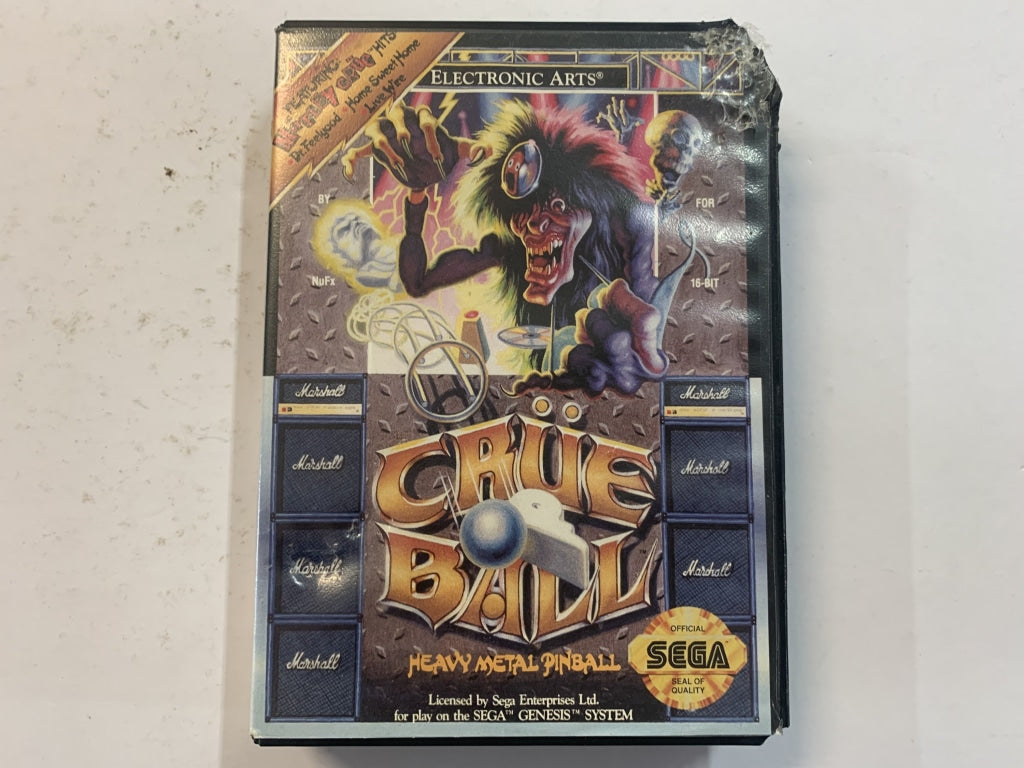 FEATURING:
MÖTLEY CRÜE HITS
Dr. Feelgood Home Sweet Home
Live Wire
ELECTRONIC ARTS®
BY
FOR
NuFx
16-BIT
Marshall
Marshall
Marshall
Marshall
CRÜE
BALL™
Marshall
Marshall
Marshall
OFFICIAL
SEGA
SEAL OF
QUALITY
HEAVY METAL PINBALL
Licensed by Sega Enterprises Ltd.
for play on the SEGA™ GENESIS™ SYSTEM